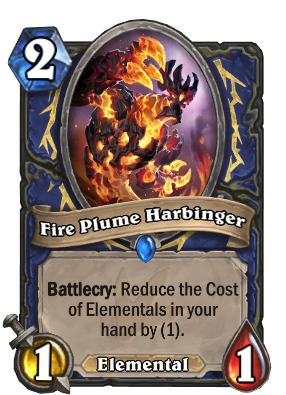 2
Fire Plume Harbinger
Battlecry: Reduce the Cost
of Elementals in your
hand by (1).
1
Elemental
1